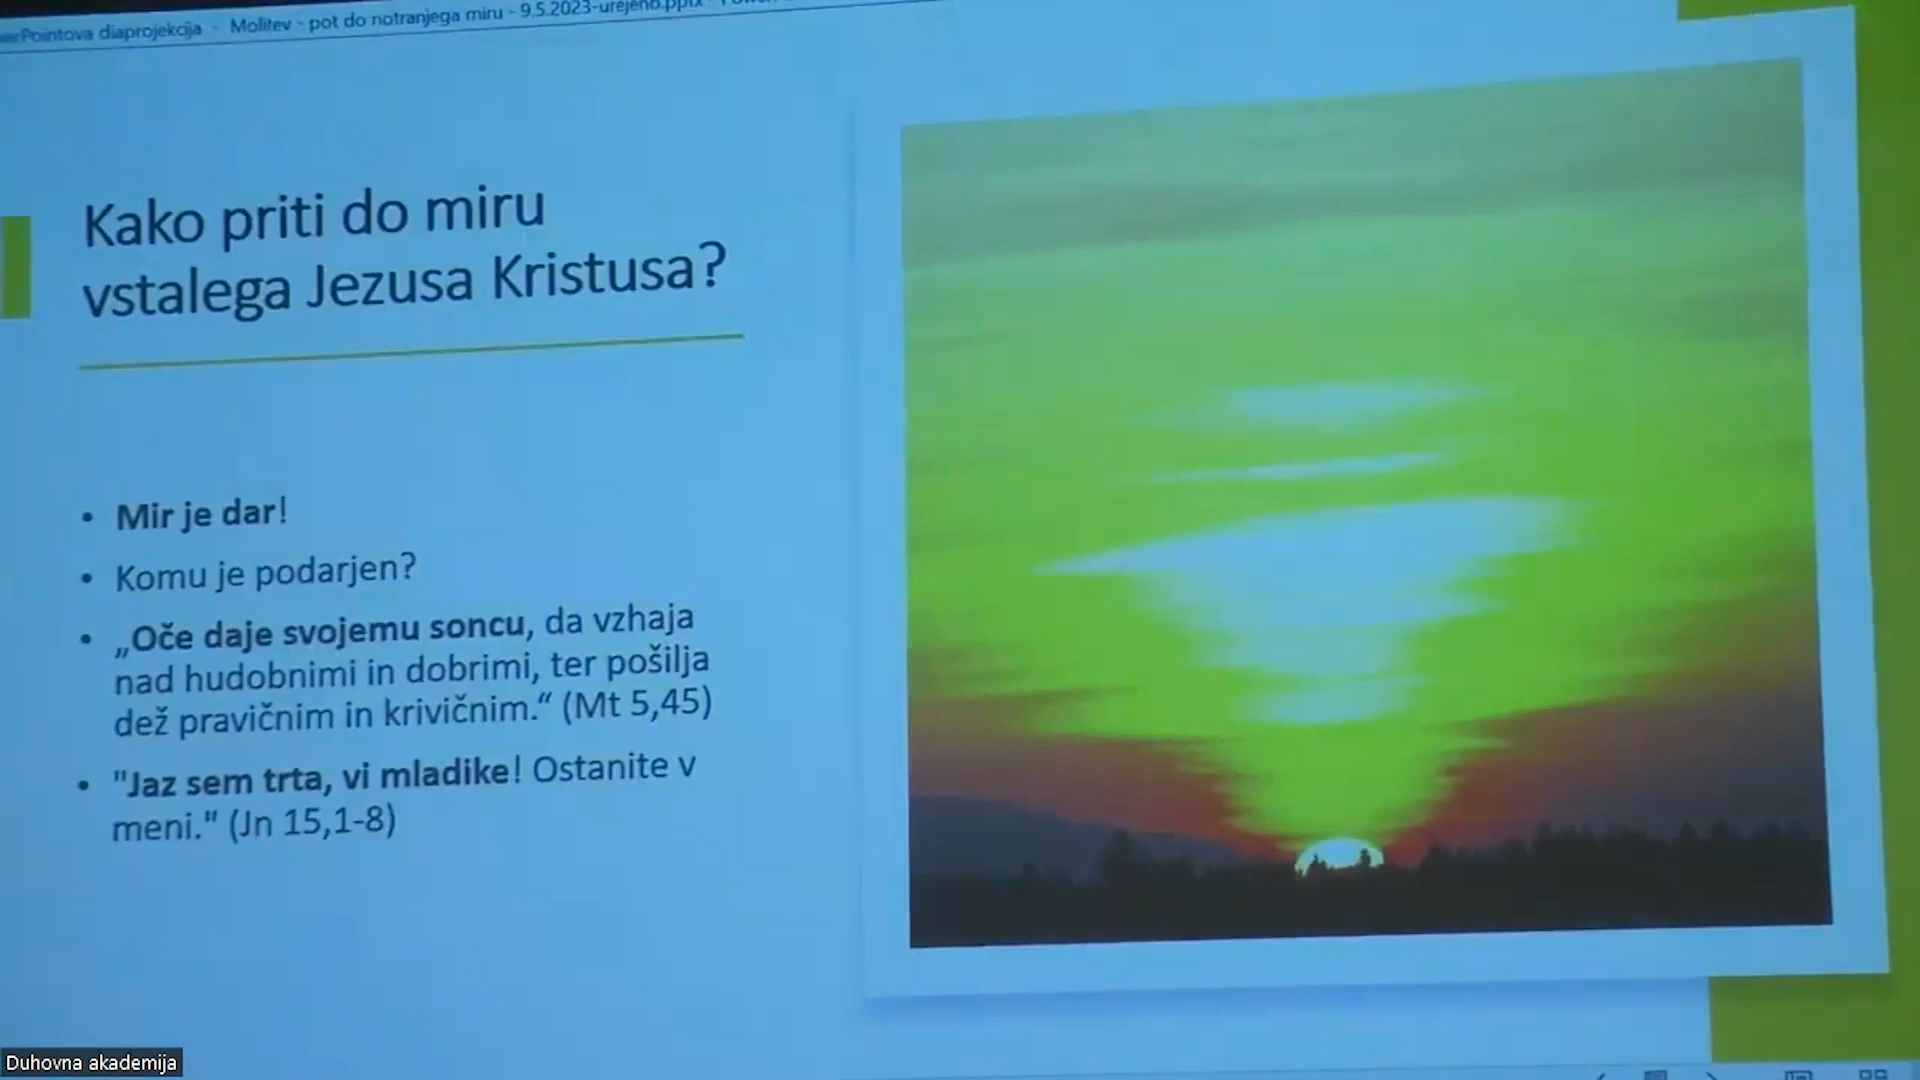 PowerPointova diaprojekcija - Molitev - pot do notranjega miru - 9.5.2023-urejeno.pptx -
Kako priti do miru
vstalega Jezusa Kristusa?
• Mir je dar!
• Komu je podarjen?
• „Oče daje svojemu soncu, da vzhaja
nad hudobnimi in dobrimi, ter pošilja
dež pravičnim in krivičnim.“ (Mt 5,45)
• "Jaz sem trta, vi mladike! Ostanite v
meni." (Jn 15,1-8)
Duhovna akademija